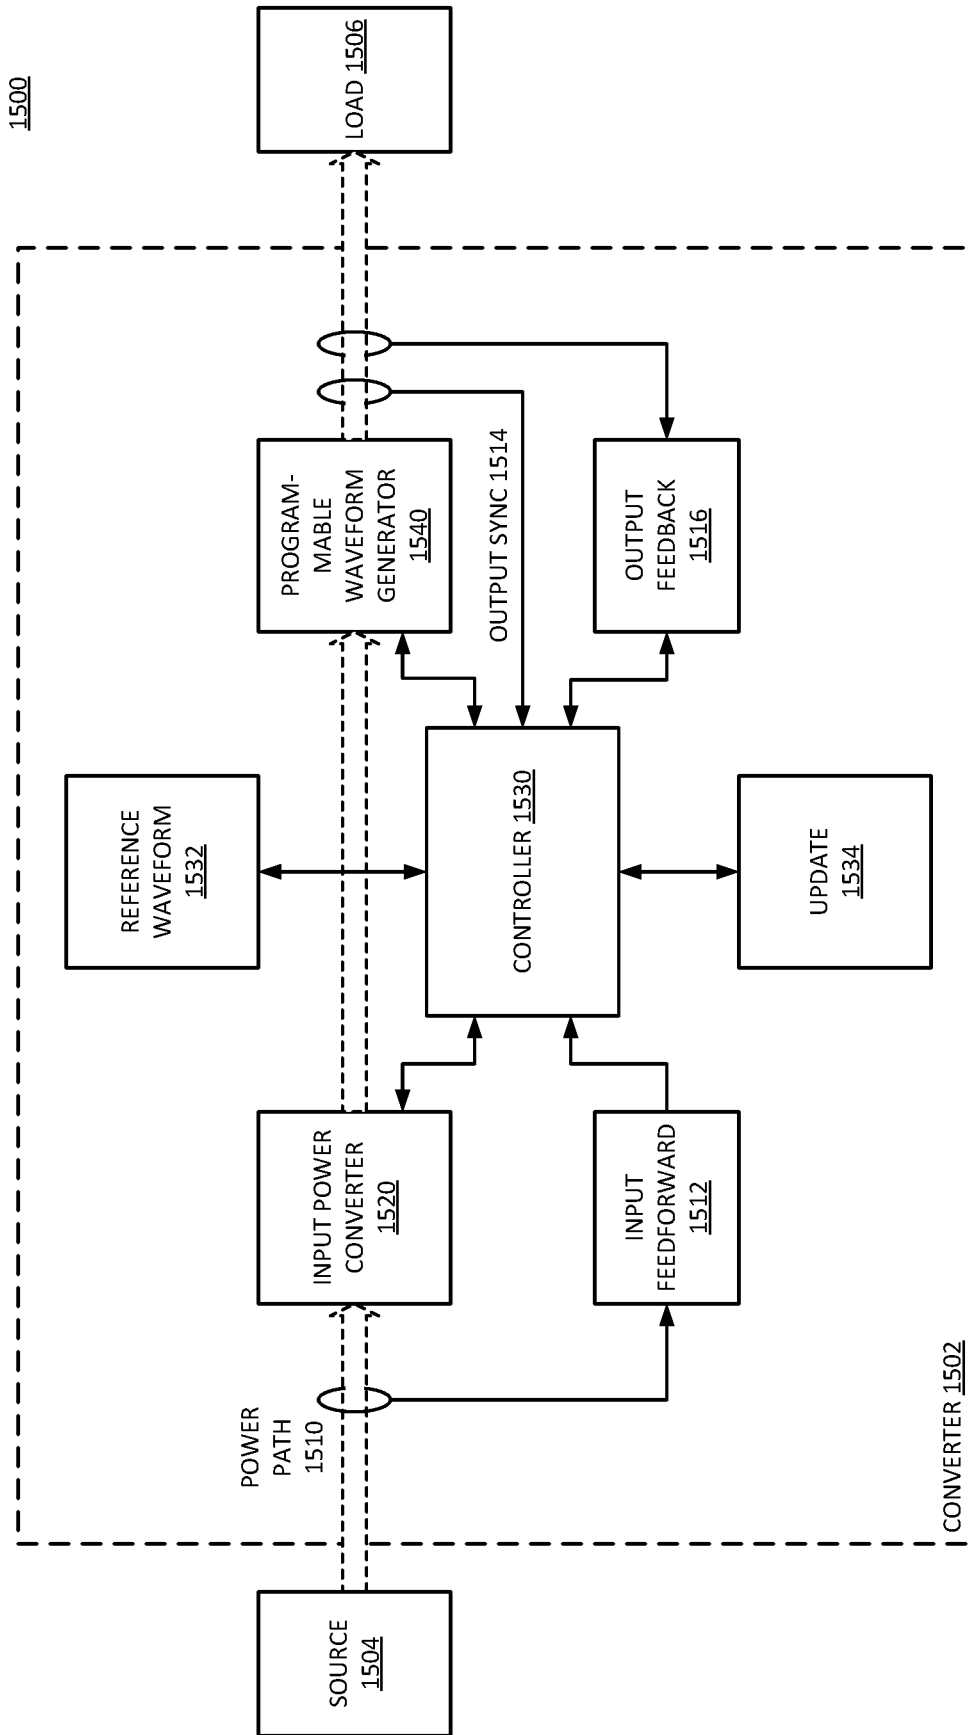 1500
SOURCE
1504
POWER
PATH
1510
INPUT POWER
CONVERTER
1520
INPUT
FEEDFORWARD
1512
REFERENCE
WAVEFORM
1532
CONTROLLER 1530
UPDATE
1534
PROGRAM-
MABLE
WAVEFORM
GENERATOR
1540
OUTPUT SYNC 1514
OUTPUT
FEEDBACK
1516
LOAD 1506
CONVERTER 1502